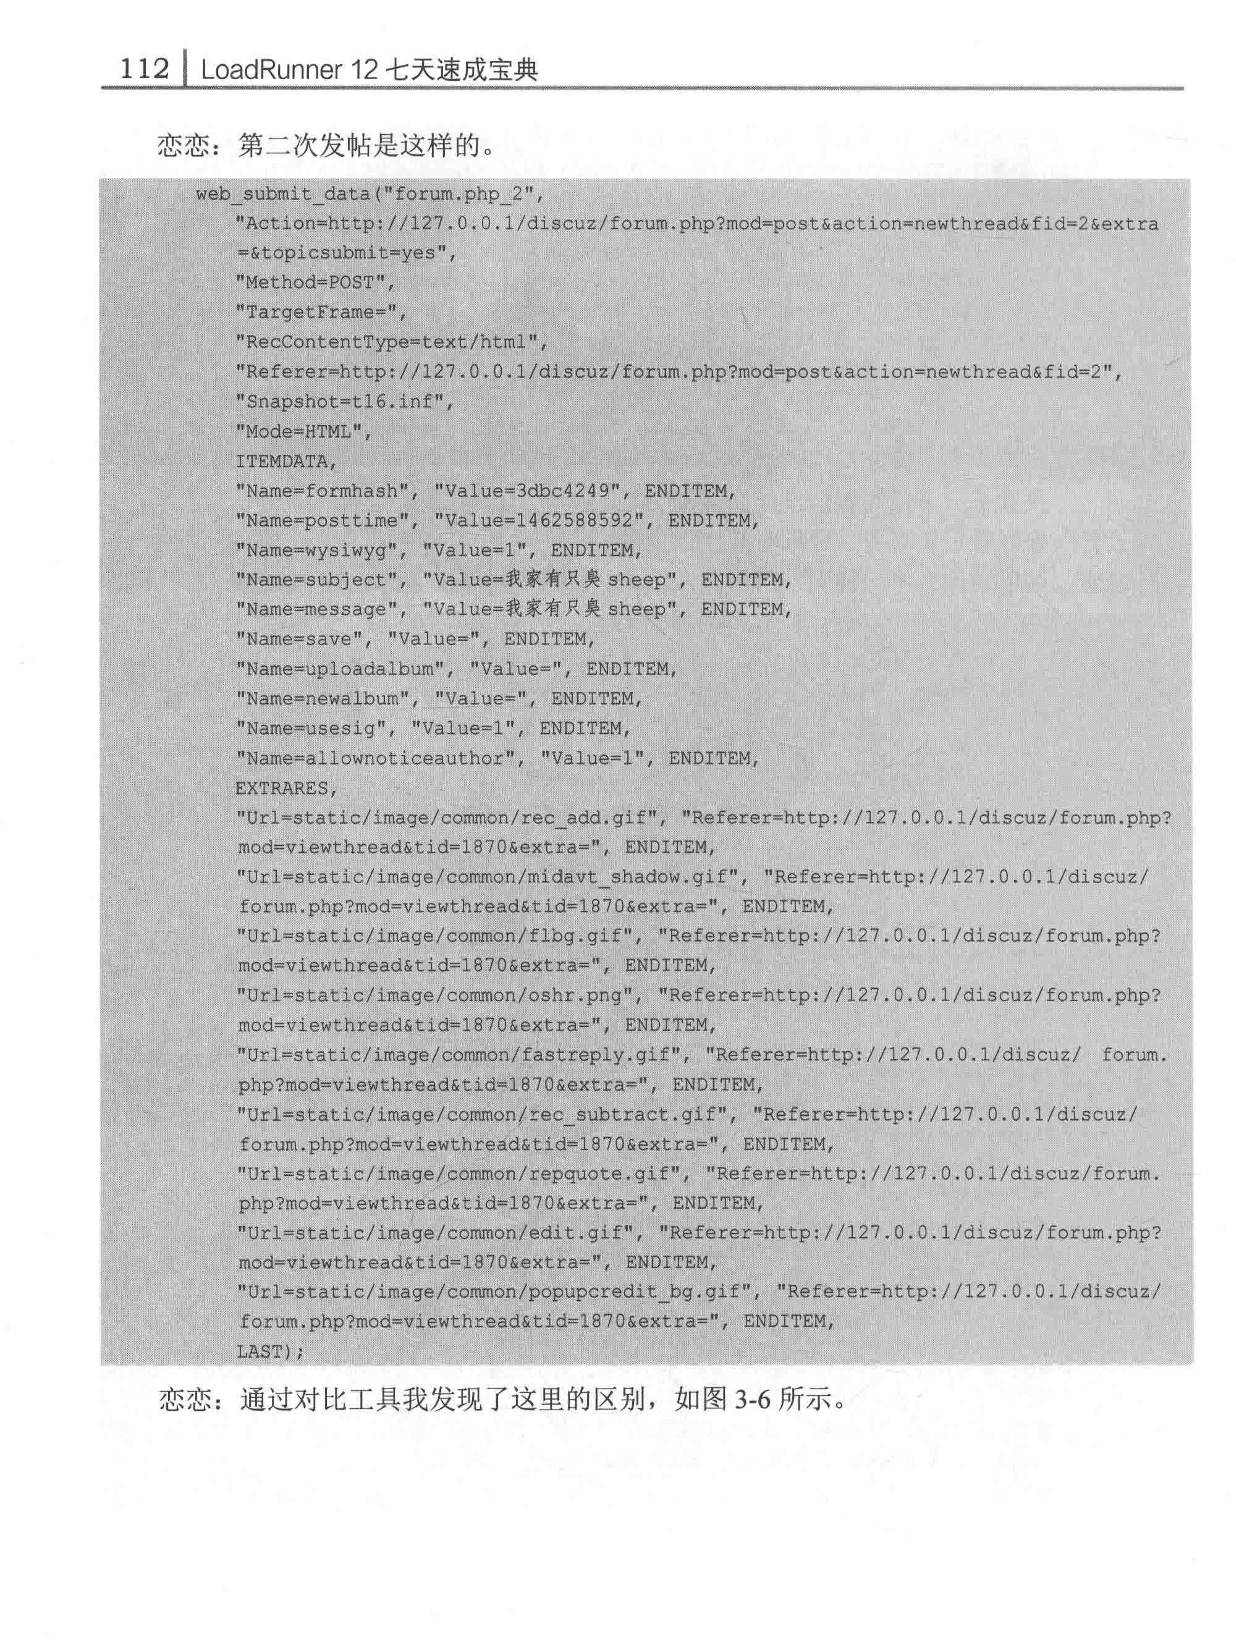 112 LoadRunner 12 七天速成宝典
恋恋：第二次发帖是这样的。
web_submit_data("forum.php_2",
"Action=http://127.0.0.1/discuz/forum.php?mod=post&action=newthread&fid=2&extra
=&topicsubmit=yes",
"Method=POST",
"TargetFrame=",
"RecContentType=text/html",
"Referer=http://127.0.0.1/discuz/forum.php?mod=post&action=newthread&fid=2",
"Snapshot=t16.inf",
"Mode=HTML",
ITEMDATA,
"Name=formhash", "Value=3dbc4249", ENDITEM,
"Name=posttime", "Value=1462588592", ENDITEM,
"Name=wysiwyg", "Value=1", ENDITEM,
"Name=subject", "Value=我家有只臭 sheep", ENDITEM,
"Name=message", "Value=我家有只臭 sheep", ENDITEM,
"Name=save", "Value=", ENDITEM,
"Name=uploadalbum", "Value=", ENDITEM,
"Name=newalbum", "Value=", ENDITEM,
"Name=usesig", "Value=1", ENDITEM,
"Name=allownoticeauthor", "Value=1", ENDITEM,
EXTRARES,
"Url=static/image/common/rec_add.gif", "Referer=http://127.0.0.1/discuz/forum.php?
mod=viewthread&tid=1870&extra=", ENDITEM,
"Url=static/image/common/midavt_shadow.gif", "Referer=http://127.0.0.1/discuz/
forum.php?mod=viewthread&tid=1870&extra=", ENDITEM,
"Url=static/image/common/flbg.gif", "Referer=http://127.0.0.1/discuz/forum.php?
mod=viewthread&tid=1870&extra=", ENDITEM,
"Url=static/image/common/oshr.png", "Referer=http://127.0.0.1/discuz/forum.php?
mod=viewthread&tid=1870&extra=", ENDITEM,
"Url=static/image/common/fastreply.gif", "Referer=http://127.0.0.1/discuz/ forum.
php?mod=viewthread&tid=1870&extra=", ENDITEM,
"Url=static/image/common/rec_subtract.gif", "Referer=http://127.0.0.1/discuz/
forum.php?mod=viewthread&tid=1870&extra=", ENDITEM,
"Url=static/image/common/repquote.gif", "Referer=http://127.0.0.1/discuz/forum.
php?mod=viewthread&tid=1870&extra=", ENDITEM,
"Url=static/image/common/edit.gif", "Referer=http://127.0.0.1/discuz/forum.php?
mod=viewthread&tid=1870&extra=", ENDITEM,
"Url=static/image/common/popupcredit_bg.gif", "Referer=http://127.0.0.1/discuz/
forum.php?mod=viewthread&tid=1870&extra=", ENDITEM,
LAST);
恋恋：通过对比工具我发现了这里的区别，如图 3-6 所示。